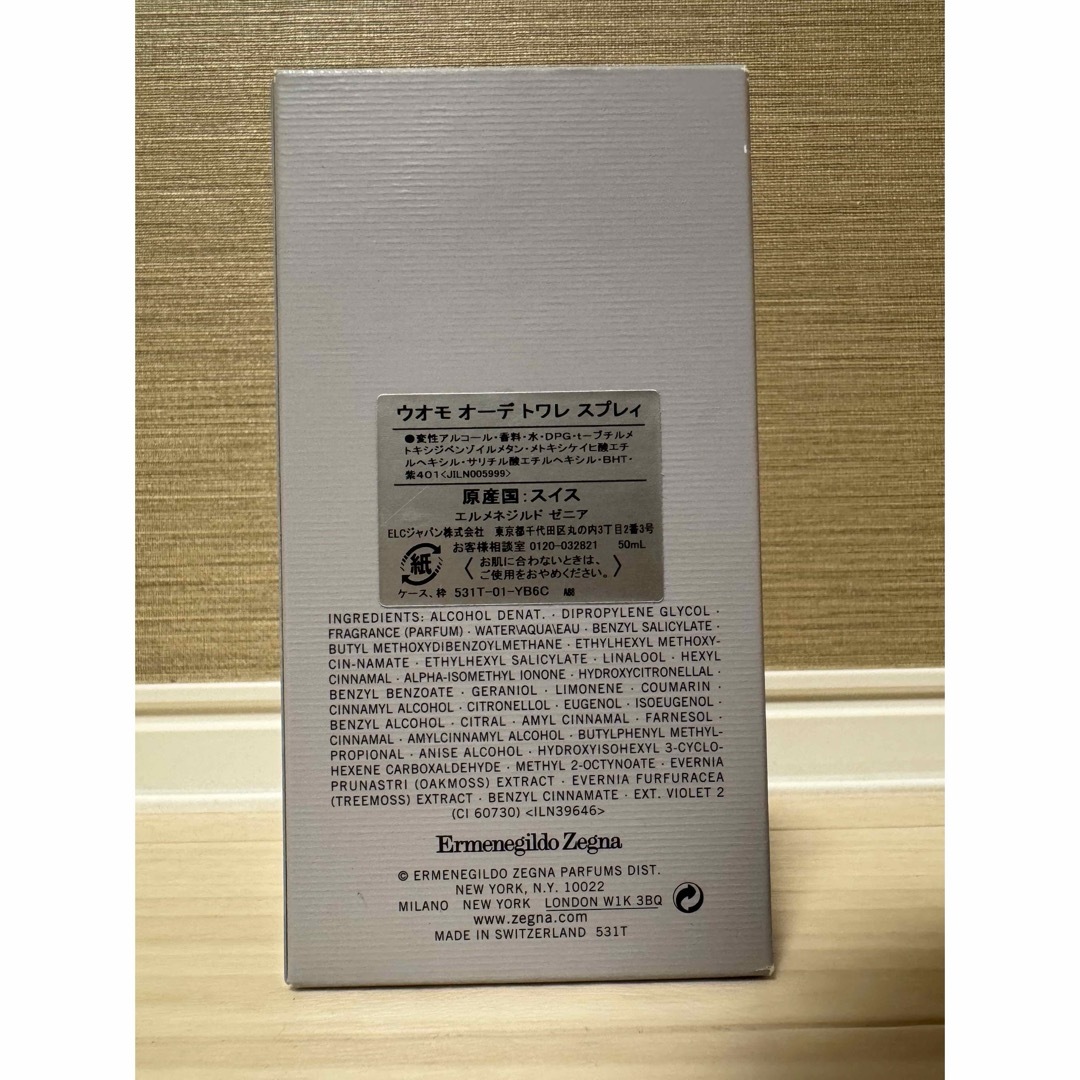 ウオモ オーデ トワレ スプレィ
●変性アルコール・香料・水・DPG・t-ブチルメ
トキシジベンゾイルメタン・メトキシケイヒ酸エチ
ルヘキシル・サリチル酸エチルヘキシル・BHT・
紫401<JILN005999>
原産国:スイス
エルメネジルド ゼニア
ELCジャパン株式会社 東京都千代田区丸の内3丁目2番3号
お客様相談室 0120-032821 50mL
紙
〈お肌に合わないときは、
ご使用をおやめください。〉
ケース、枠 531T-01-YB6C A88
INGREDIENTS: ALCOHOL DENAT. · DIPROPYLENE GLYCOL ·
FRAGRANCE (PARFUM) · WATER\AQUA\EAU · BENZYL SALICYLATE ·
BUTYL METHOXYDIBENZOYLMETHANE · ETHYLHEXYL METHOXY-
CIN-NAMATE · ETHYLHEXYL SALICYLATE · LINALOOL · HEXYL
CINNAMAL · ALPHA-ISOMETHYL IONONE · HYDROXYCITRONELLAL ·
BENZYL BENZOATE · GERANIOL · LIMONENE · COUMARIN ·
CINNAMYL ALCOHOL · CITRONELLOL · EUGENOL · ISOEUGENOL ·
BENZYL ALCOHOL · CITRAL · AMYL CINNAMAL · FARNESOL ·
CINNAMAL · AMYLCINNAMYL ALCOHOL · BUTYLPHENYL METHYL-
PROPIONAL · ANISE ALCOHOL · HYDROXYISOHEXYL 3-CYCLO-
HEXENE CARBOXALDEHYDE · METHYL 2-OCTYNOATE · EVERNIA
PRUNASTRI (OAKMOSS) EXTRACT · EVERNIA FURFURACEA
(TREEMOSS) EXTRACT · BENZYL CINNAMATE · EXT. VIOLET 2
(CI 60730) <ILN39646>
Ermenegildo Zegna
© ERMENEGILDO ZEGNA PARFUMS DIST.
NEW YORK, N.Y. 10022
MILANO NEW YORK LONDON W1K 3BQ
www.zegna.com
MADE IN SWITZERLAND 531T